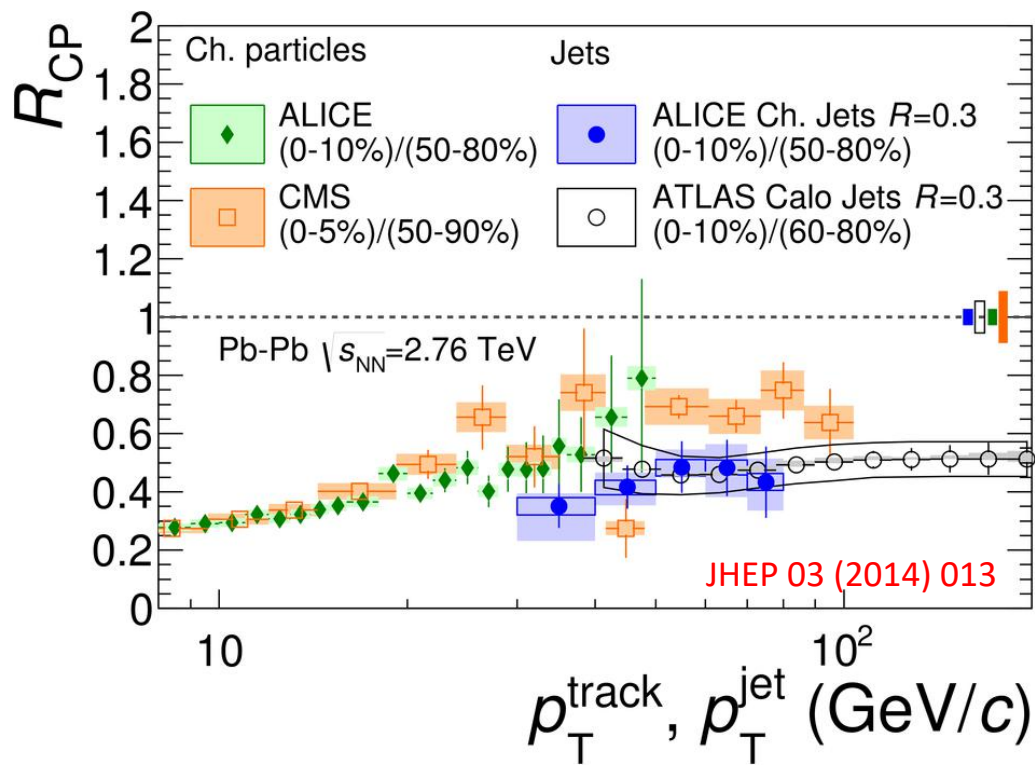 R_CP
2
1.8
1.6
1.4
1.2
1
0.8
0.6
0.4
0.2
0
Ch. particles
ALICE
(0-10%)/(50-80%)
CMS
(0-5%)/(50-90%)
Jets
ALICE Ch. Jets R=0.3
(0-10%)/(50-80%)
ATLAS Calo Jets R=0.3
(0-10%)/(60-80%)
Pb-Pb √s_NN=2.76 TeV
JHEP 03 (2014) 013
10
10²
p_T^track, p_T^jet (GeV/c)